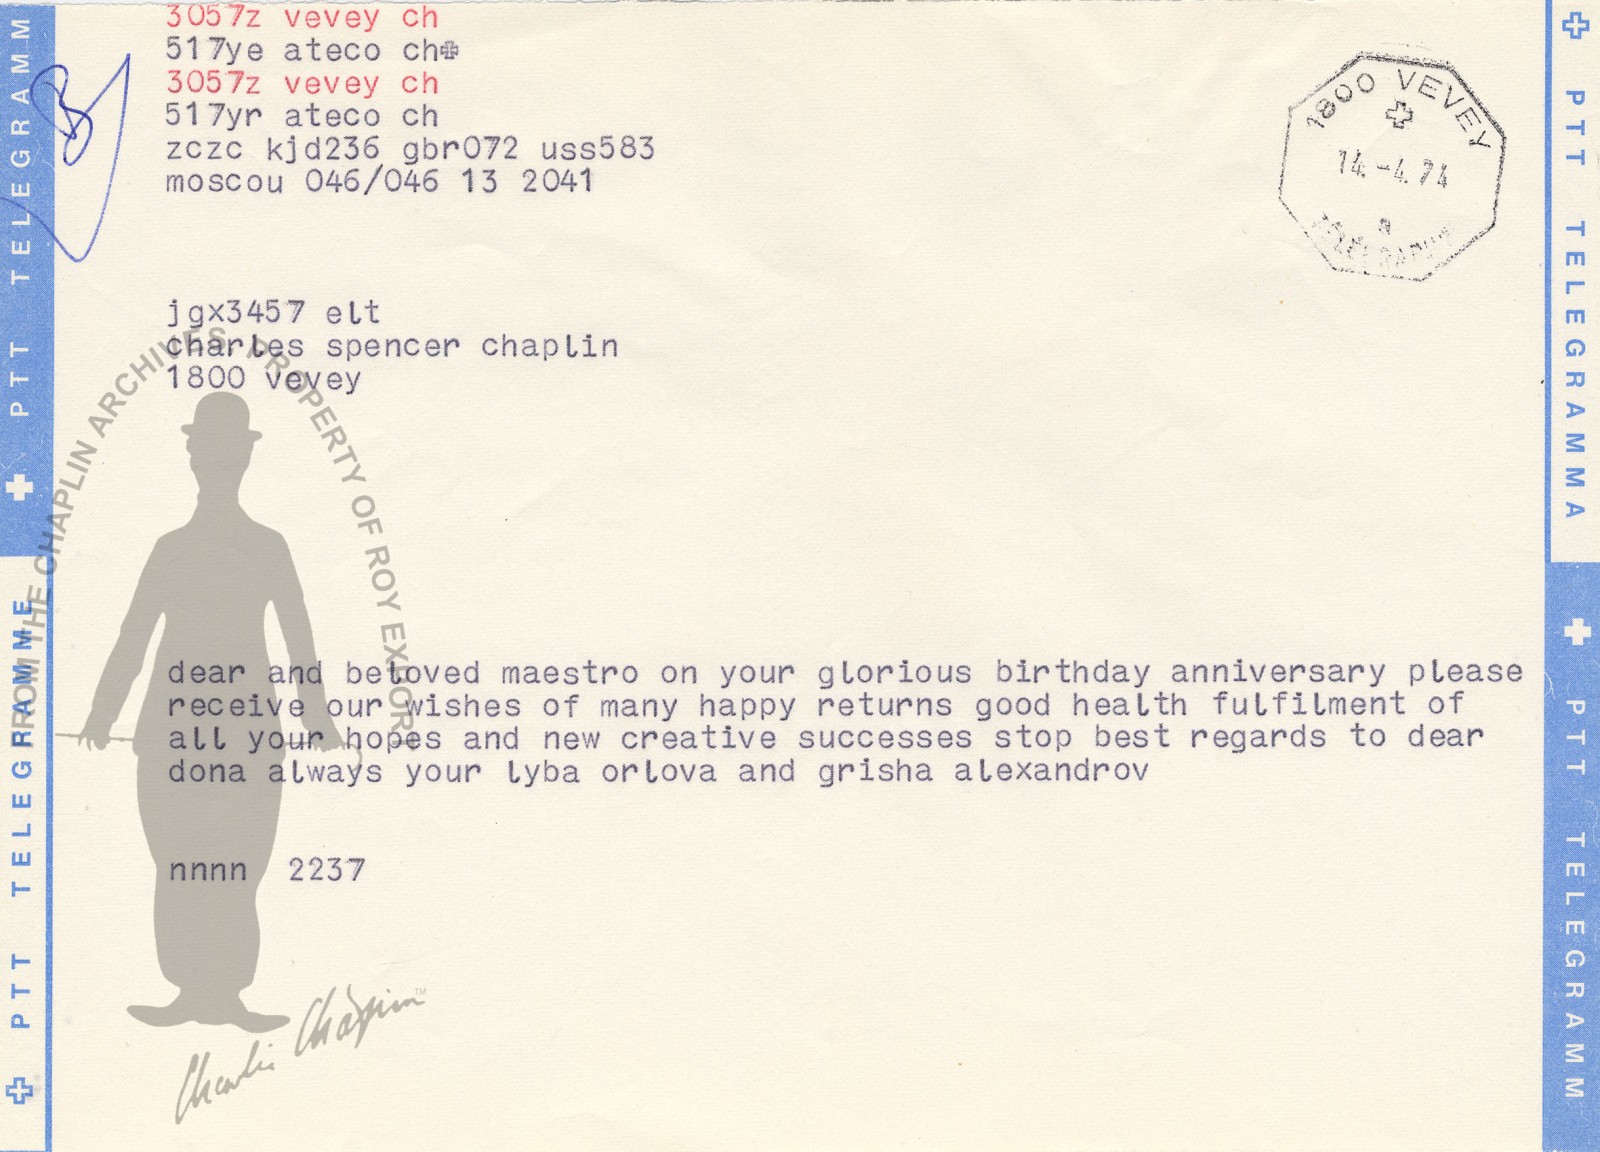 3057z vevey ch
517ye ateco ch
3057z vevey ch
517yr ateco ch
zczc kjd236 gbr072 uss583
moscou 046/046 13 2041
1800 VEVEY
14.-4.74
a
TELEGRAPHE
jgx3457 elt
charles spencer chaplin
1800 vevey
dear and beloved maestro on your glorious birthday anniversary please
receive our wishes of many happy returns good health fulfilment of
all your hopes and new creative successes stop best regards to dear
dona always your lyba orlova and grisha alexandrov
nnnn 2237
FROM THE CHAPLIN ARCHIVES PROPERTY OF ROY EXPORT
Charlie Chaplin™
PTT TELEGRAMM
PTT TELEGRAMME
PTT TELEGRAMMA
PTT TELEGRAMM